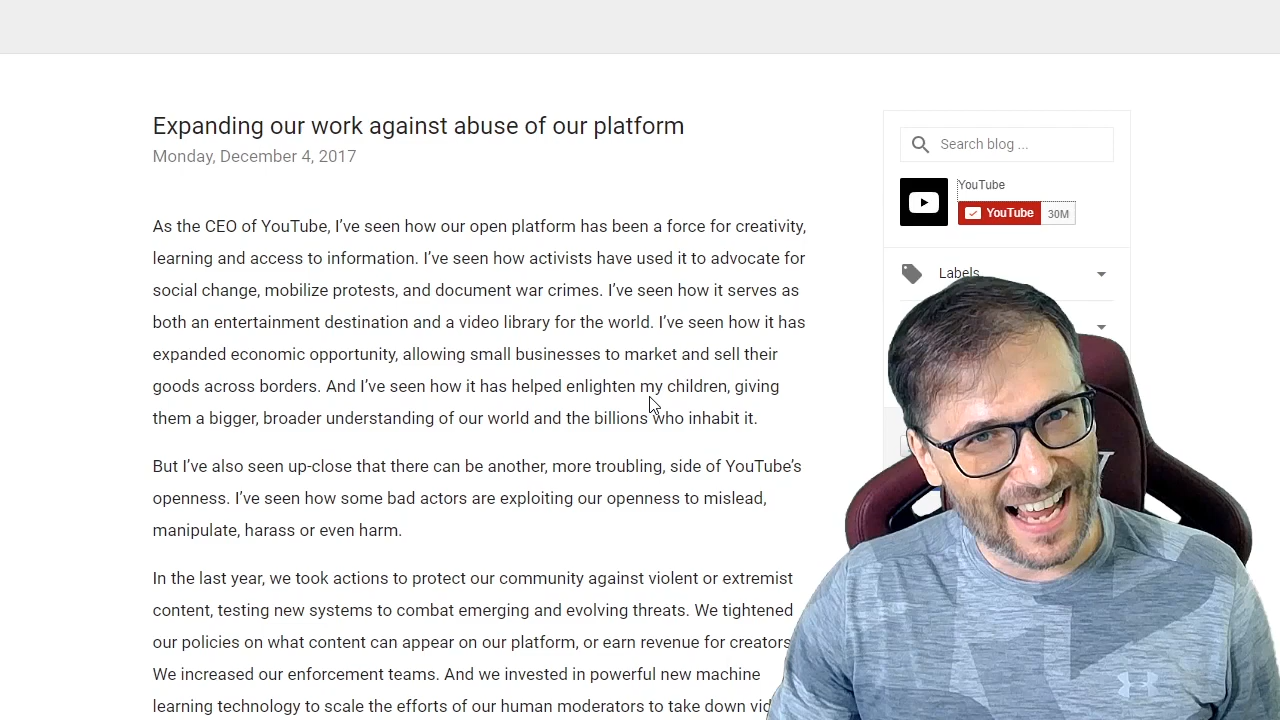 Expanding our work against abuse of our platform
Monday, December 4, 2017
As the CEO of YouTube, I’ve seen how our open platform has been a force for creativity,
learning and access to information. I’ve seen how activists have used it to advocate for
social change, mobilize protests, and document war crimes. I’ve seen how it serves as
both an entertainment destination and a video library for the world. I’ve seen how it has
expanded economic opportunity, allowing small businesses to market and sell their
goods across borders. And I’ve seen how it has helped enlighten my children, giving
them a bigger, broader understanding of our world and the billions who inhabit it.
But I’ve also seen up-close that there can be another, more troubling, side of YouTube’s
openness. I’ve seen how some bad actors are exploiting our openness to mislead,
manipulate, harass or even harm.
In the last year, we took actions to protect our community against violent or extremist
content, testing new systems to combat emerging and evolving threats. We tightened
our policies on what content can appear on our platform, or earn revenue for creators
We increased our enforcement teams. And we invested in powerful new machine
learning technology to scale the efforts of our human moderators to take down
Search blog ...
YouTube
YouTube 30M
Labels